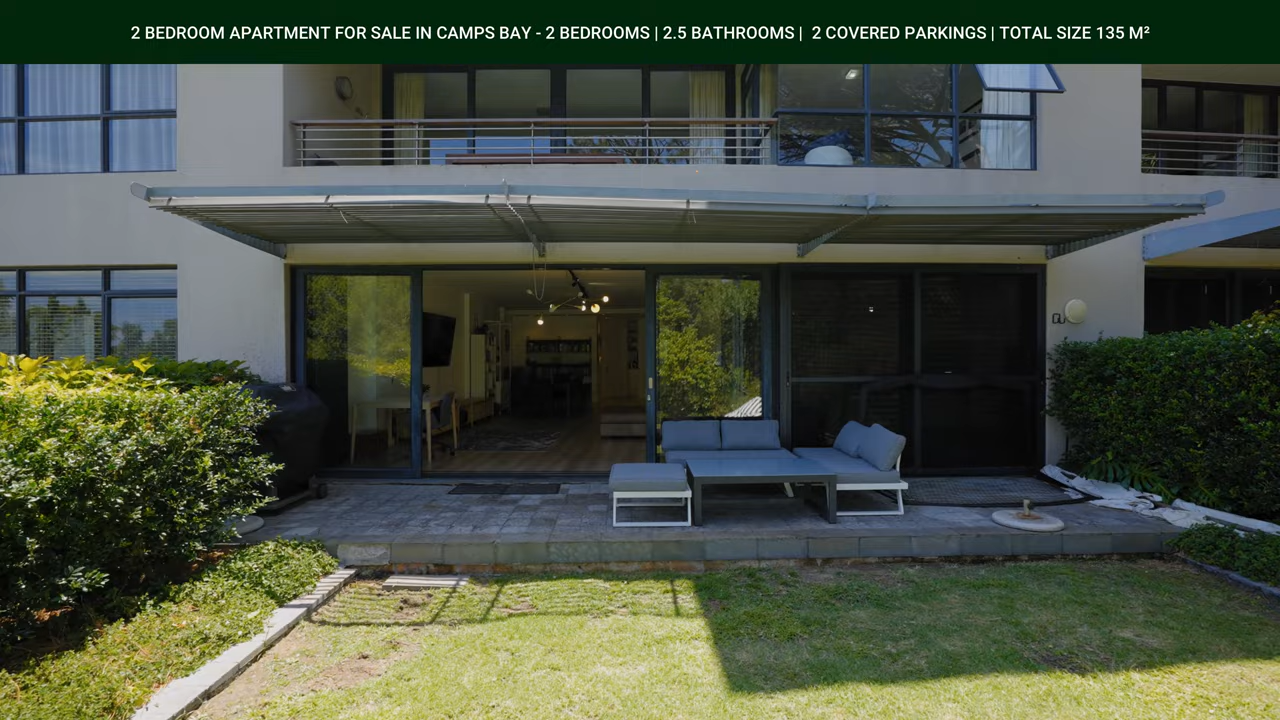 2 BEDROOM APARTMENT FOR SALE IN CAMPS BAY - 2 BEDROOMS | 2.5 BATHROOMS | 2 COVERED PARKINGS | TOTAL SIZE 135 M²